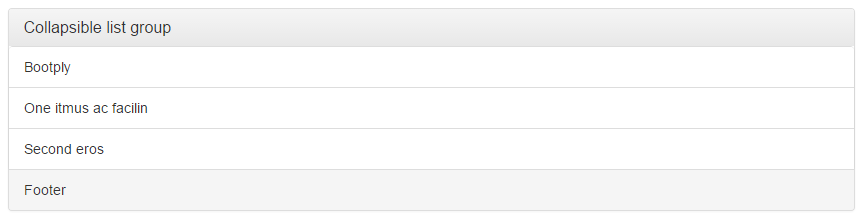 Collapsible list group
Bootply
One itmus ac facilin
Second eros
Footer